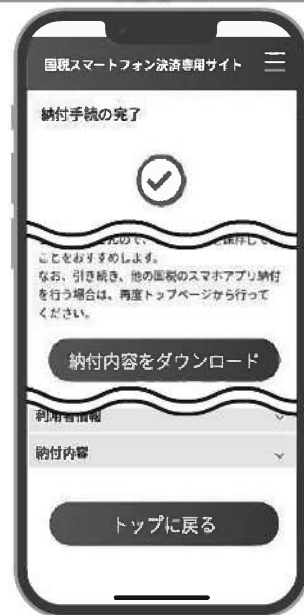 国税スマートフォン決済専用サイト
納付手続の完了
ことをおすすめします。
なお、引き続き、他の国税のスマホアプリ納付
を行う場合は、再度トップページから行って
ください。
納付内容をダウンロード
利用者情報
納付内容
トップに戻る